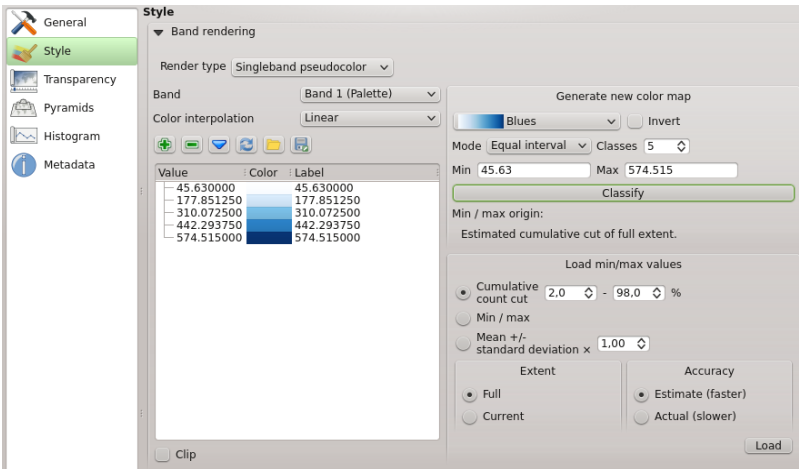 General
Style
Transparency
Pyramids
Histogram
Metadata
Style
Band rendering
Render type Singleband pseudocolor
Band Band 1 (Palette)
Color interpolation Linear
Value Color Label
45.630000 45.630000
177.851250 177.851250
310.072500 310.072500
442.293750 442.293750
574.515000 574.515000
Clip
Generate new color map
Blues Invert
Mode Equal interval Classes 5
Min 45.63 Max 574.515
Classify
Min / max origin:
Estimated cumulative cut of full extent.
Load min/max values
Cumulative
count cut 2,0 - 98,0 %
Min / max
Mean +/-
standard deviation × 1,00
Extent
Full
Current
Accuracy
Estimate (faster)
Actual (slower)
Load